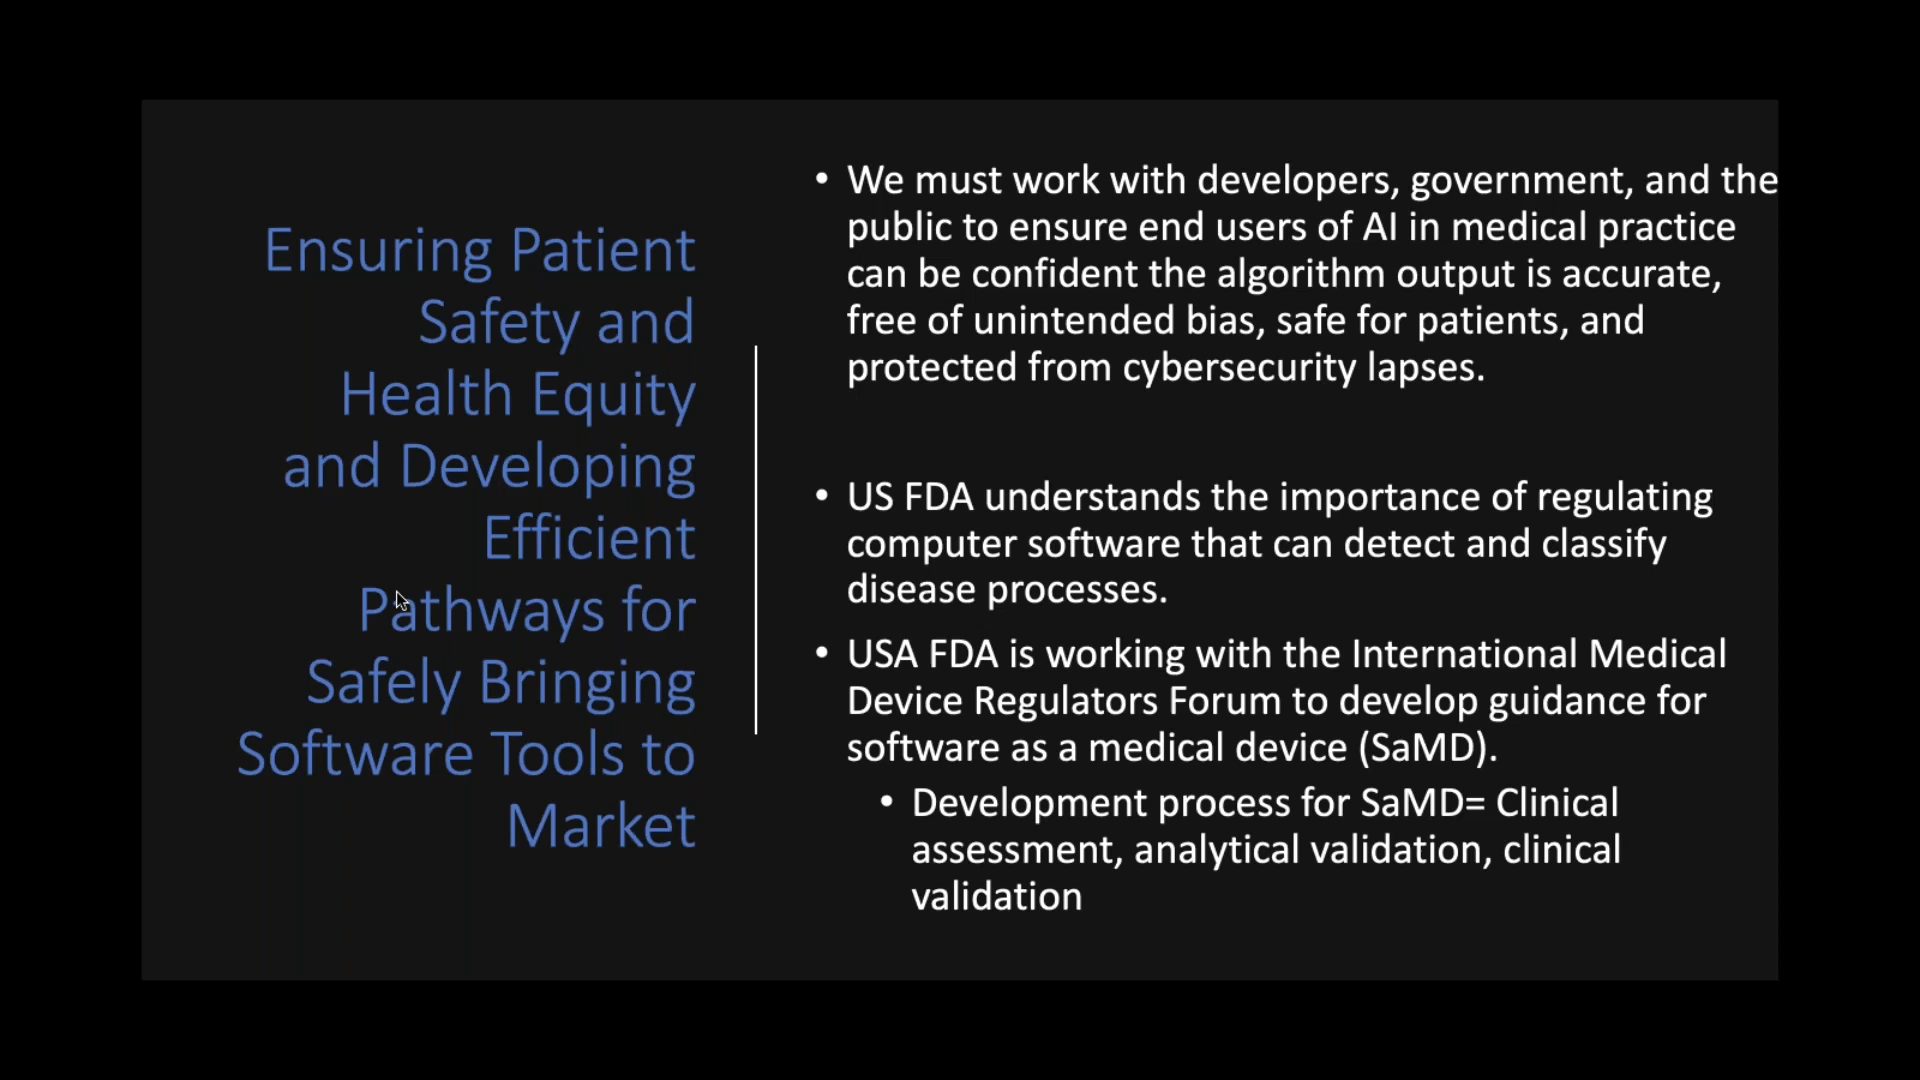 Ensuring Patient
Safety and
Health Equity
and Developing
Efficient
Pathways for
Safely Bringing
Software Tools to
Market
• We must work with developers, government, and the
public to ensure end users of AI in medical practice
can be confident the algorithm output is accurate,
free of unintended bias, safe for patients, and
protected from cybersecurity lapses.
• US FDA understands the importance of regulating
computer software that can detect and classify
disease processes.
• USA FDA is working with the International Medical
Device Regulators Forum to develop guidance for
software as a medical device (SaMD).
• Development process for SaMD= Clinical
assessment, analytical validation, clinical
validation